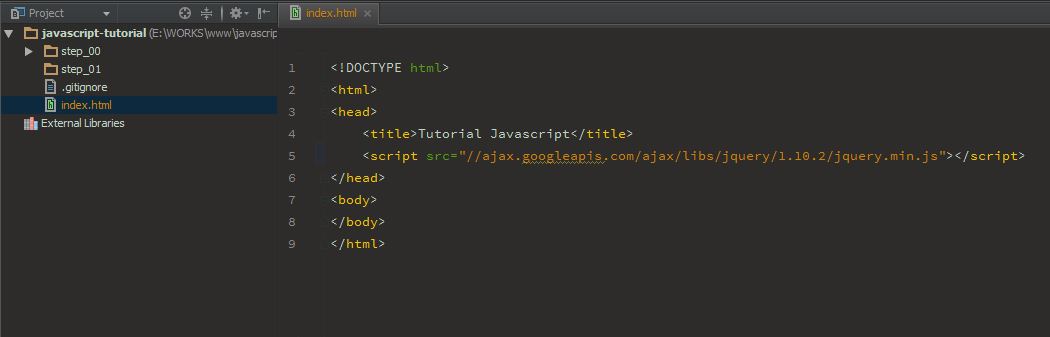 Project
javascript-tutorial (E:\WORKS\www\javascrip
step_00
step_01
.gitignore
index.html
External Libraries
index.html
1 <!DOCTYPE html>
2 <html>
3 <head>
4 <title>Tutorial Javascript</title>
5 <script src="//ajax.googleapis.com/ajax/libs/jquery/1.10.2/jquery.min.js"></script>
6 </head>
7 <body>
8 </body>
9 </html>